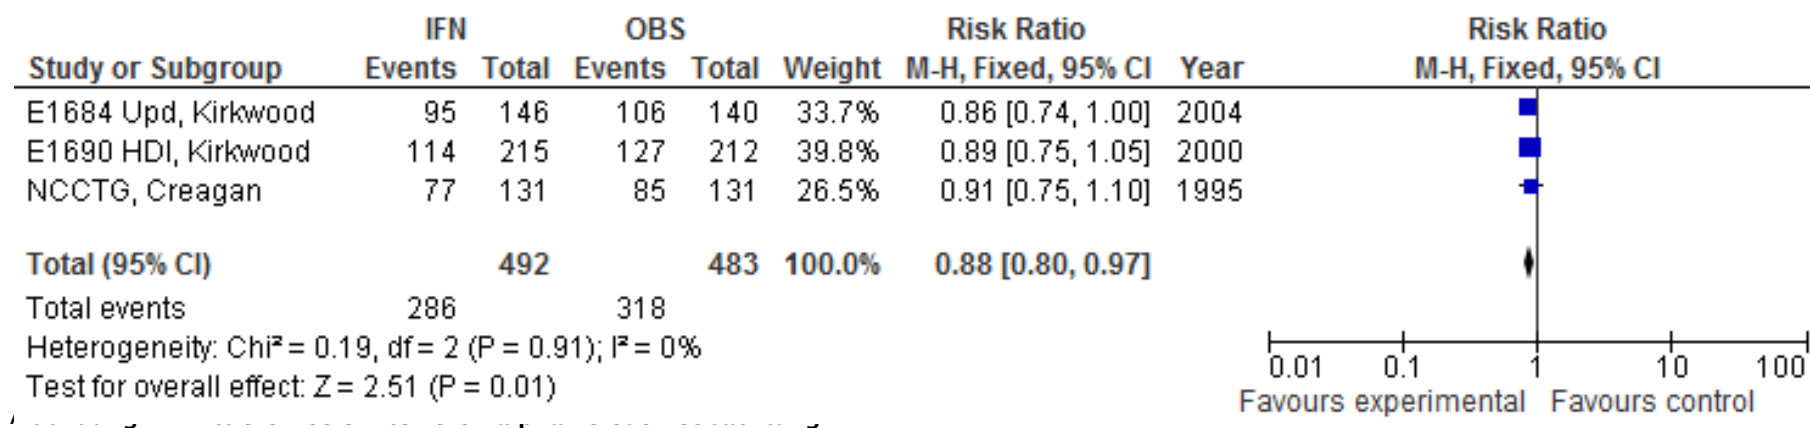 IFN OBS Risk Ratio Risk Ratio
Study or Subgroup Events Total Events Total Weight M-H, Fixed, 95% CI Year M-H, Fixed, 95% CI
E1684 Upd, Kirkwood 95 146 106 140 33.7% 0.86 [0.74, 1.00] 2004
E1690 HDI, Kirkwood 114 215 127 212 39.8% 0.89 [0.75, 1.05] 2000
NCCTG, Creagan 77 131 85 131 26.5% 0.91 [0.75, 1.10] 1995
Total (95% CI) 492 483 100.0% 0.88 [0.80, 0.97]
Total events 286 318
Heterogeneity: Chi² = 0.19, df = 2 (P = 0.91); I² = 0%
Test for overall effect: Z = 2.51 (P = 0.01)
0.01 0.1 1 10 100
Favours experimental Favours control